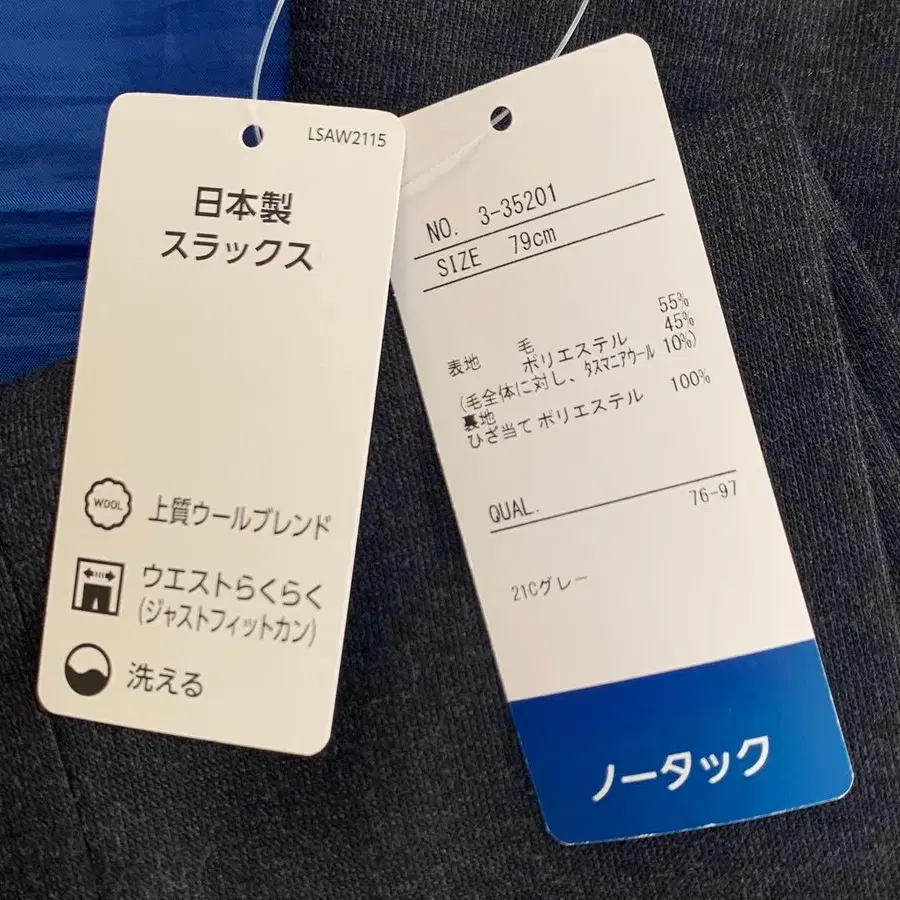 LSAW2115
日本製
スラックス
WOOL
上質ウールブレンド
ウエストらくらく
(ジャストフィットカン)
洗える
NO. 3-35201
SIZE 79cm
表地 毛 55%
ポリエステル 45%
(毛全体に対し、タスマニアウール 10%)
裏地
ひざ当て ポリエステル 100%
QUAL. 76-97
21Cグレー
ノータック